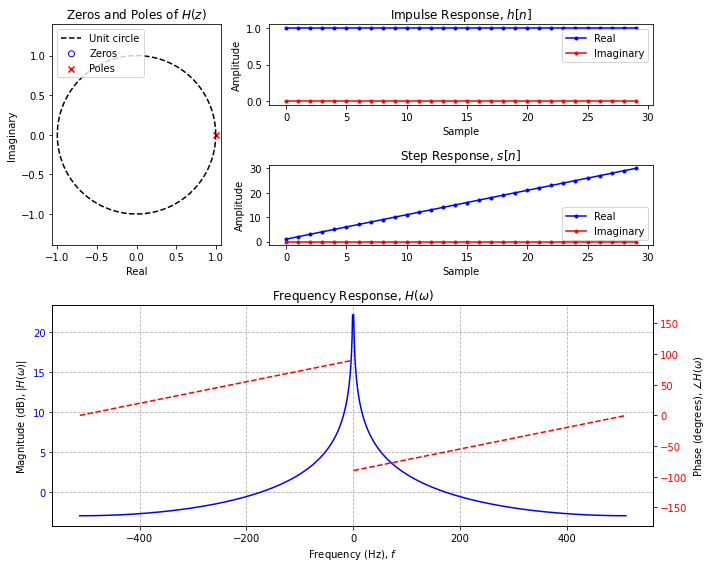 Zeros and Poles of H(z)
Unit circle
Zeros
Poles
1.0
0.5
0.0
−0.5
−1.0
Imaginary
−1.0 −0.5 0.0 0.5 1.0
Real
Impulse Response, h[n]
Real
Imaginary
1.0
0.5
0.0
Amplitude
0 5 10 15 20 25 30
Sample
Step Response, s[n]
Real
Imaginary
30
20
10
0
Amplitude
0 5 10 15 20 25 30
Sample
Frequency Response, H(ω)
20
15
10
5
0
Magnitude (dB), |H(ω)|
150
100
50
0
−50
−100
−150
Phase (degrees), ∠H(ω)
−400 −200 0 200 400
Frequency (Hz), f